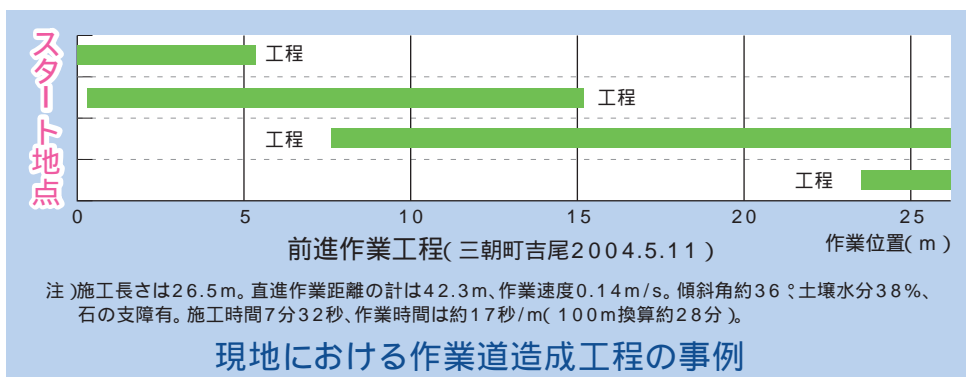 スタート地点
工程
工程
工程
工程
0 5 10 15 20 25
前進作業工程(三朝町吉尾2004.5.11) 作業位置(m)
注)施工長さは26.5m。直進作業距離の計は42.3m、作業速度0.14m/s。傾斜角約36°、土壌水分38%、
石の支障有。施工時間7分32秒、作業時間は約17秒/m(100m換算約28分)。
現地における作業道造成工程の事例